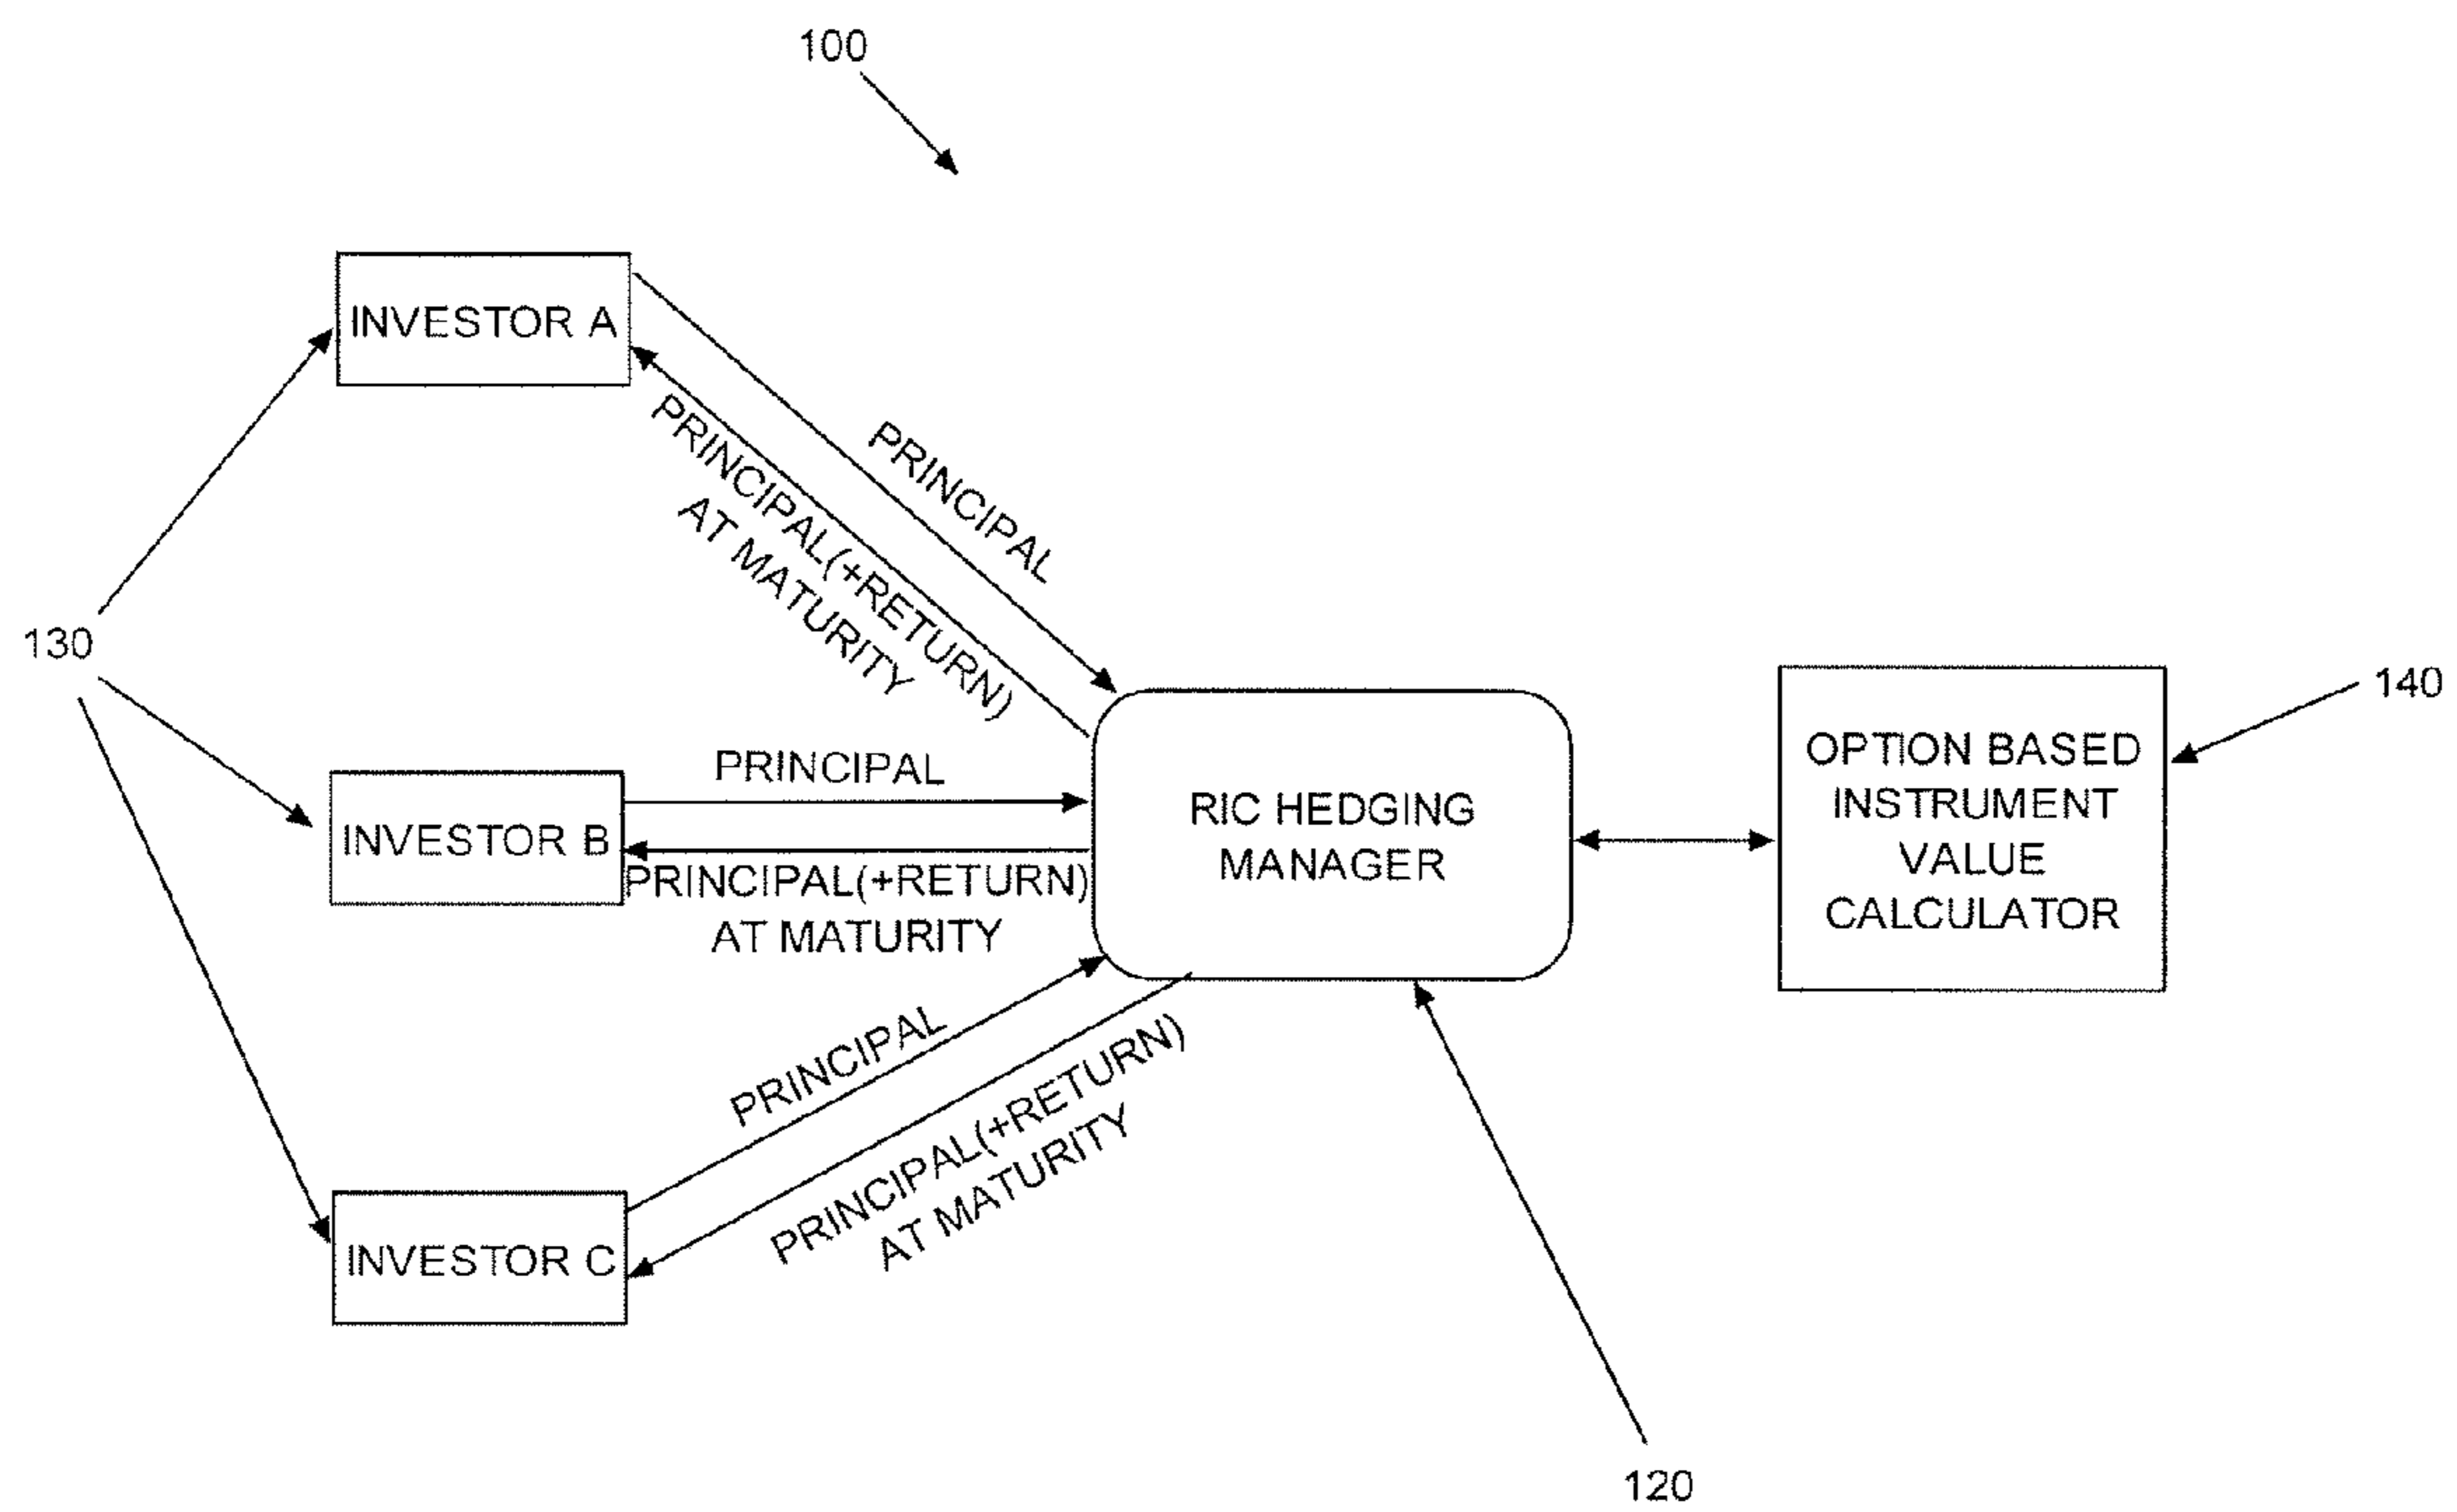 100
INVESTOR A
PRINCIPAL
PRINCIPAL(+RETURN)
AT MATURITY
130
INVESTOR B
PRINCIPAL
PRINCIPAL(+RETURN)
AT MATURITY
RIC HEDGING
MANAGER
OPTION BASED
INSTRUMENT
VALUE
CALCULATOR
140
INVESTOR C
PRINCIPAL
PRINCIPAL(+RETURN)
AT MATURITY
120